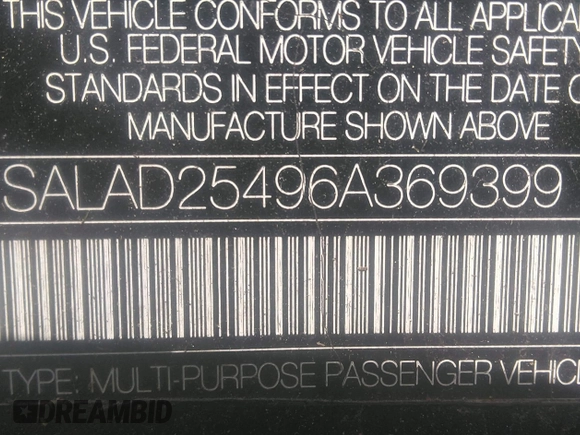 THIS VEHICLE CONFORMS TO ALL
U.S. FEDERAL MOTOR VEHICLE SAFETY
STANDARDS IN EFFECT ON THE DATE
MANUFACTURE SHOWN ABOVE
SALAD25496A369399
TYPE: MULTI-PURPOSE PASSENGER
DREAMBID